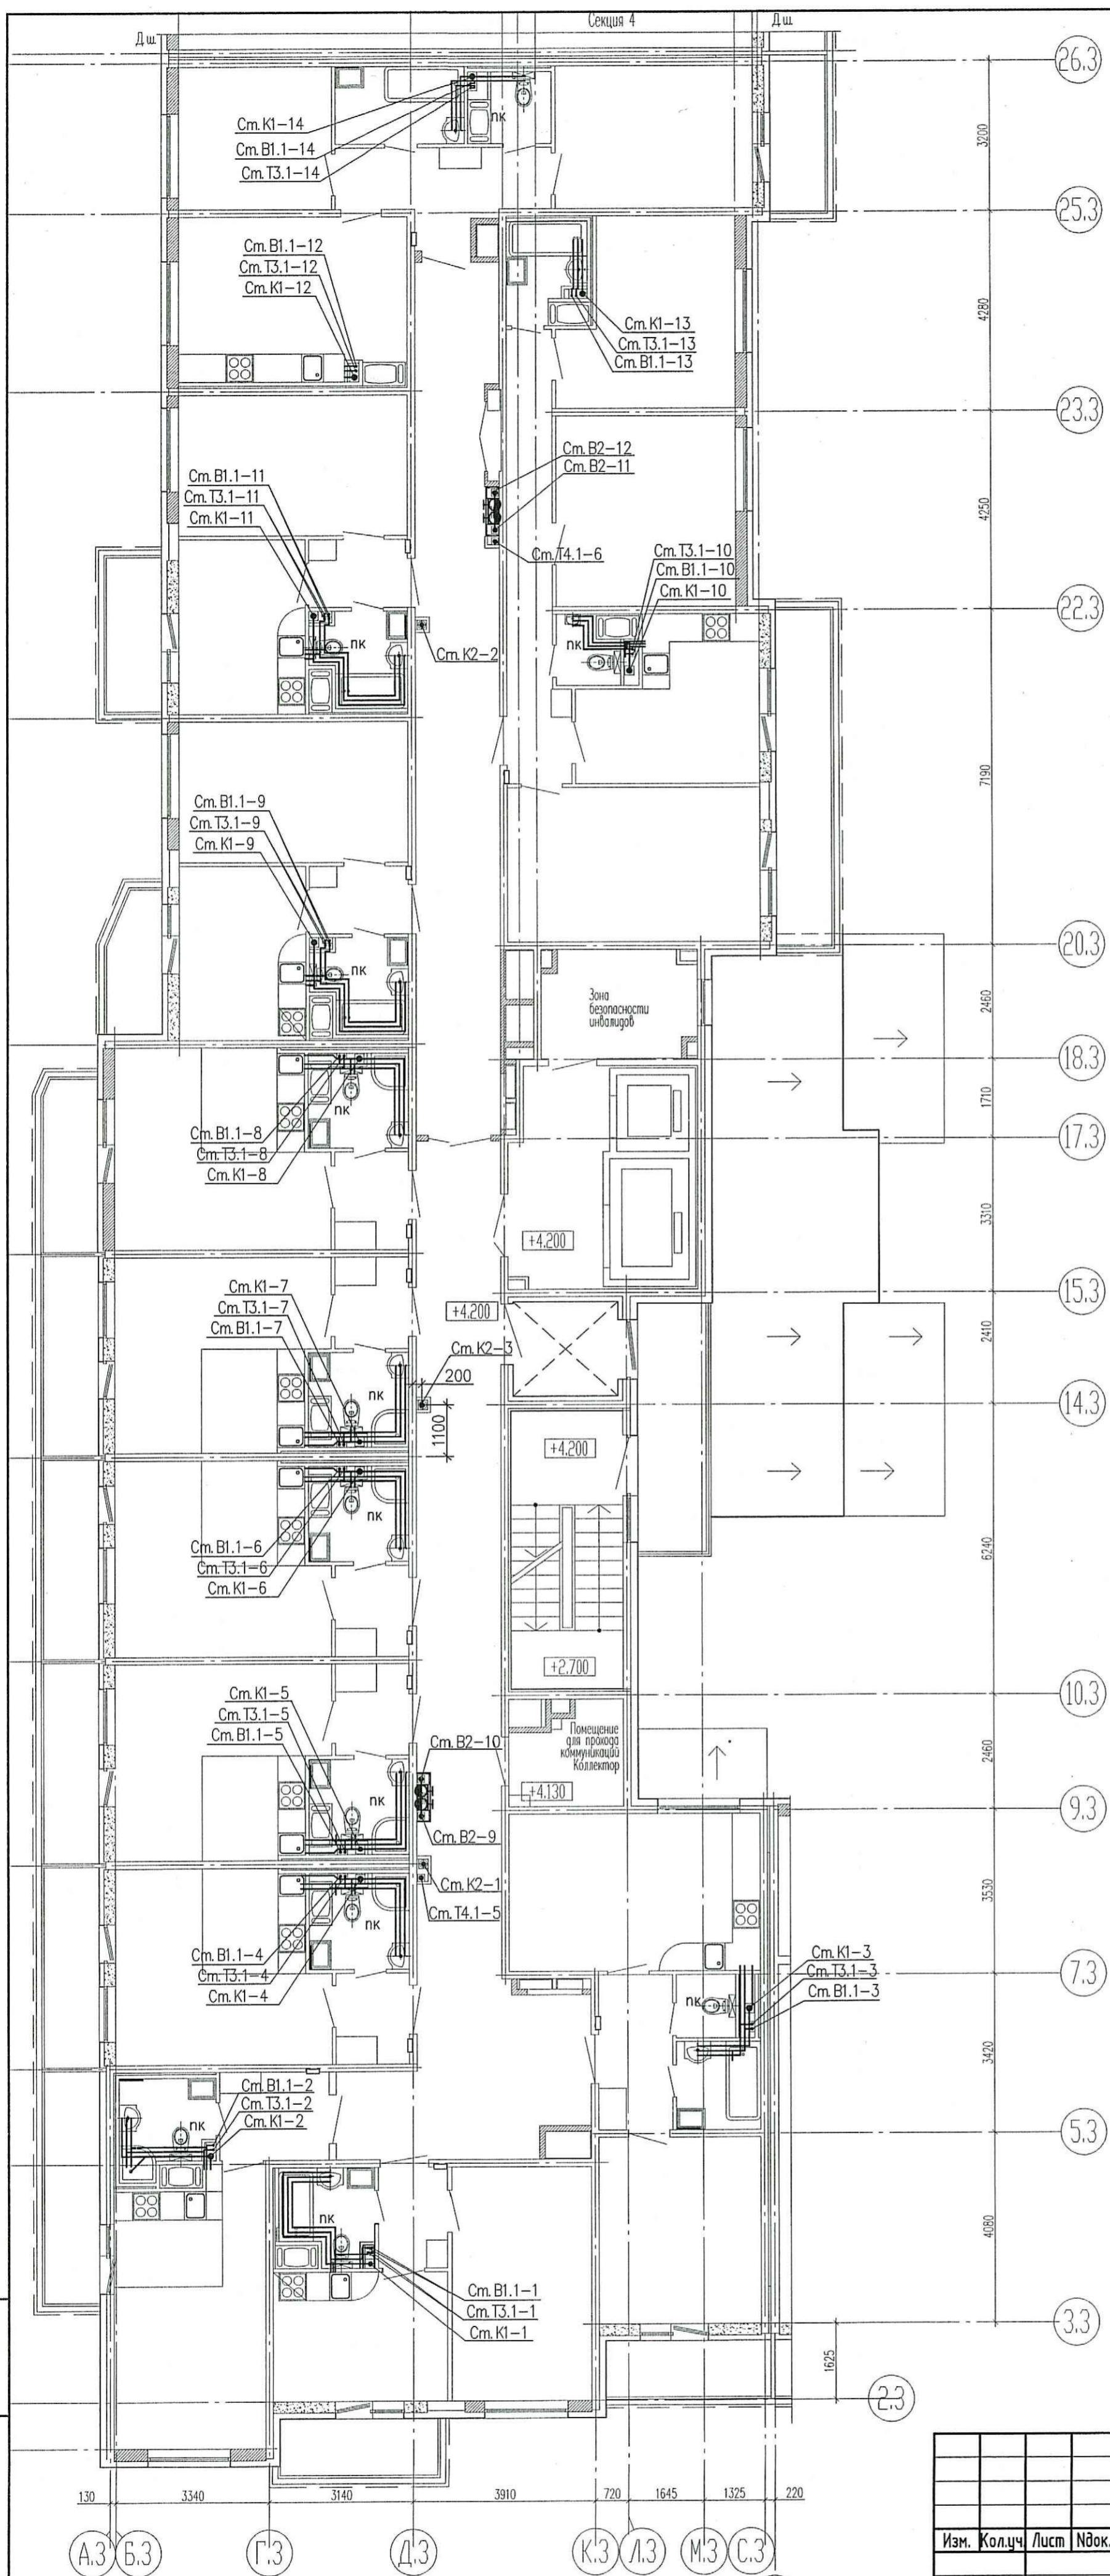 Секция 4
Д.ш.
Д.ш.
26.3
3200
Ст. К1-14
Ст. В1.1-14
Ст. Т3.1-14
пк
25.3
Ст. В1.1-12
Ст. Т3.1-12
Ст. К1-12
4280
Ст. К1-13
Ст. Т3.1-13
Ст. В1.1-13
23.3
Ст. В2-12
Ст. В2-11
Ст. В1.1-11
Ст. Т3.1-11
Ст. К1-11
4250
Ст. Т4.1-6
Ст. Т3.1-10
Ст. В1.1-10
Ст. К1-10
22.3
Ст. К2-2
пк
пк
7190
Ст. В1.1-9
Ст. Т3.1-9
Ст. К1-9
20.3
пк
Зона
безопасности
инвалидов
2460
18.3
пк
1710
Ст. В1.1-8
Ст. Т3.1-8
Ст. К1-8
17.3
3310
+4.200
Ст. К1-7
Ст. Т3.1-7
Ст. В1.1-7
15.3
+4.200
2410
Ст. К2-3
200
пк
14.3
1100
+4.200
пк
Ст. В1.1-6
Ст. Т3.1-6
Ст. К1-6
6240
+2.700
Ст. К1-5
Ст. Т3.1-5
Ст. В1.1-5
10.3
Ст. В2-10
Помещение
для прохода
коммуникаций
Коллектор
2460
пк
+4.130
9.3
Ст. В2-9
Ст. К2-1
Ст. Т4.1-5
3530
пк
Ст. В1.1-4
Ст. Т3.1-4
Ст. К1-4
Ст. К1-3
Ст. Т3.1-3
Ст. В1.1-3
7.3
пк
3420
Ст. В1.1-2
Ст. Т3.1-2
Ст. К1-2
пк
5.3
пк
4080
Ст. В1.1-1
Ст. Т3.1-1
Ст. К1-1
3.3
1625
2.3
130
3340
3140
3910
720
1645
1325
220
А.3
Б.3
Г.3
Д.3
К.3
Л.3
М.3
С.3
Изм.
Кол.уч.
Лист
Nдок.